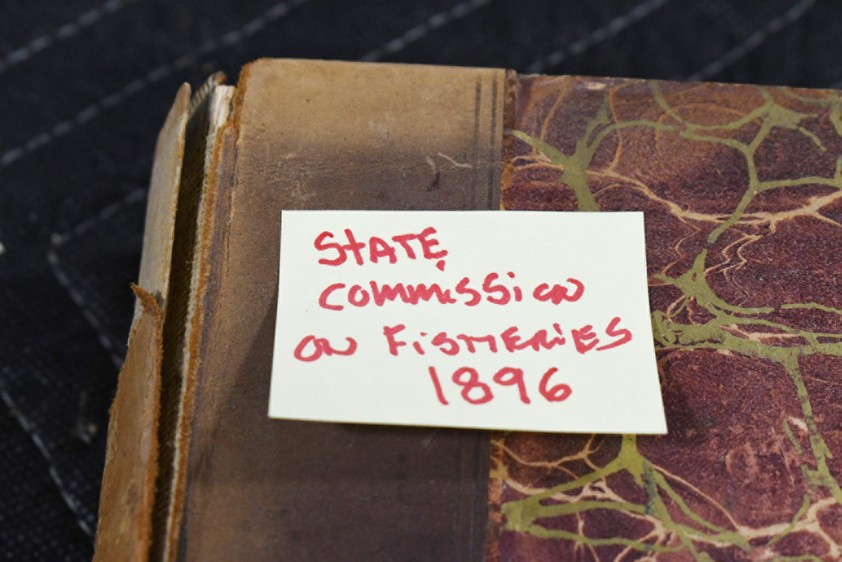 STATE
COMMISSION
ON FISHERIES
1896